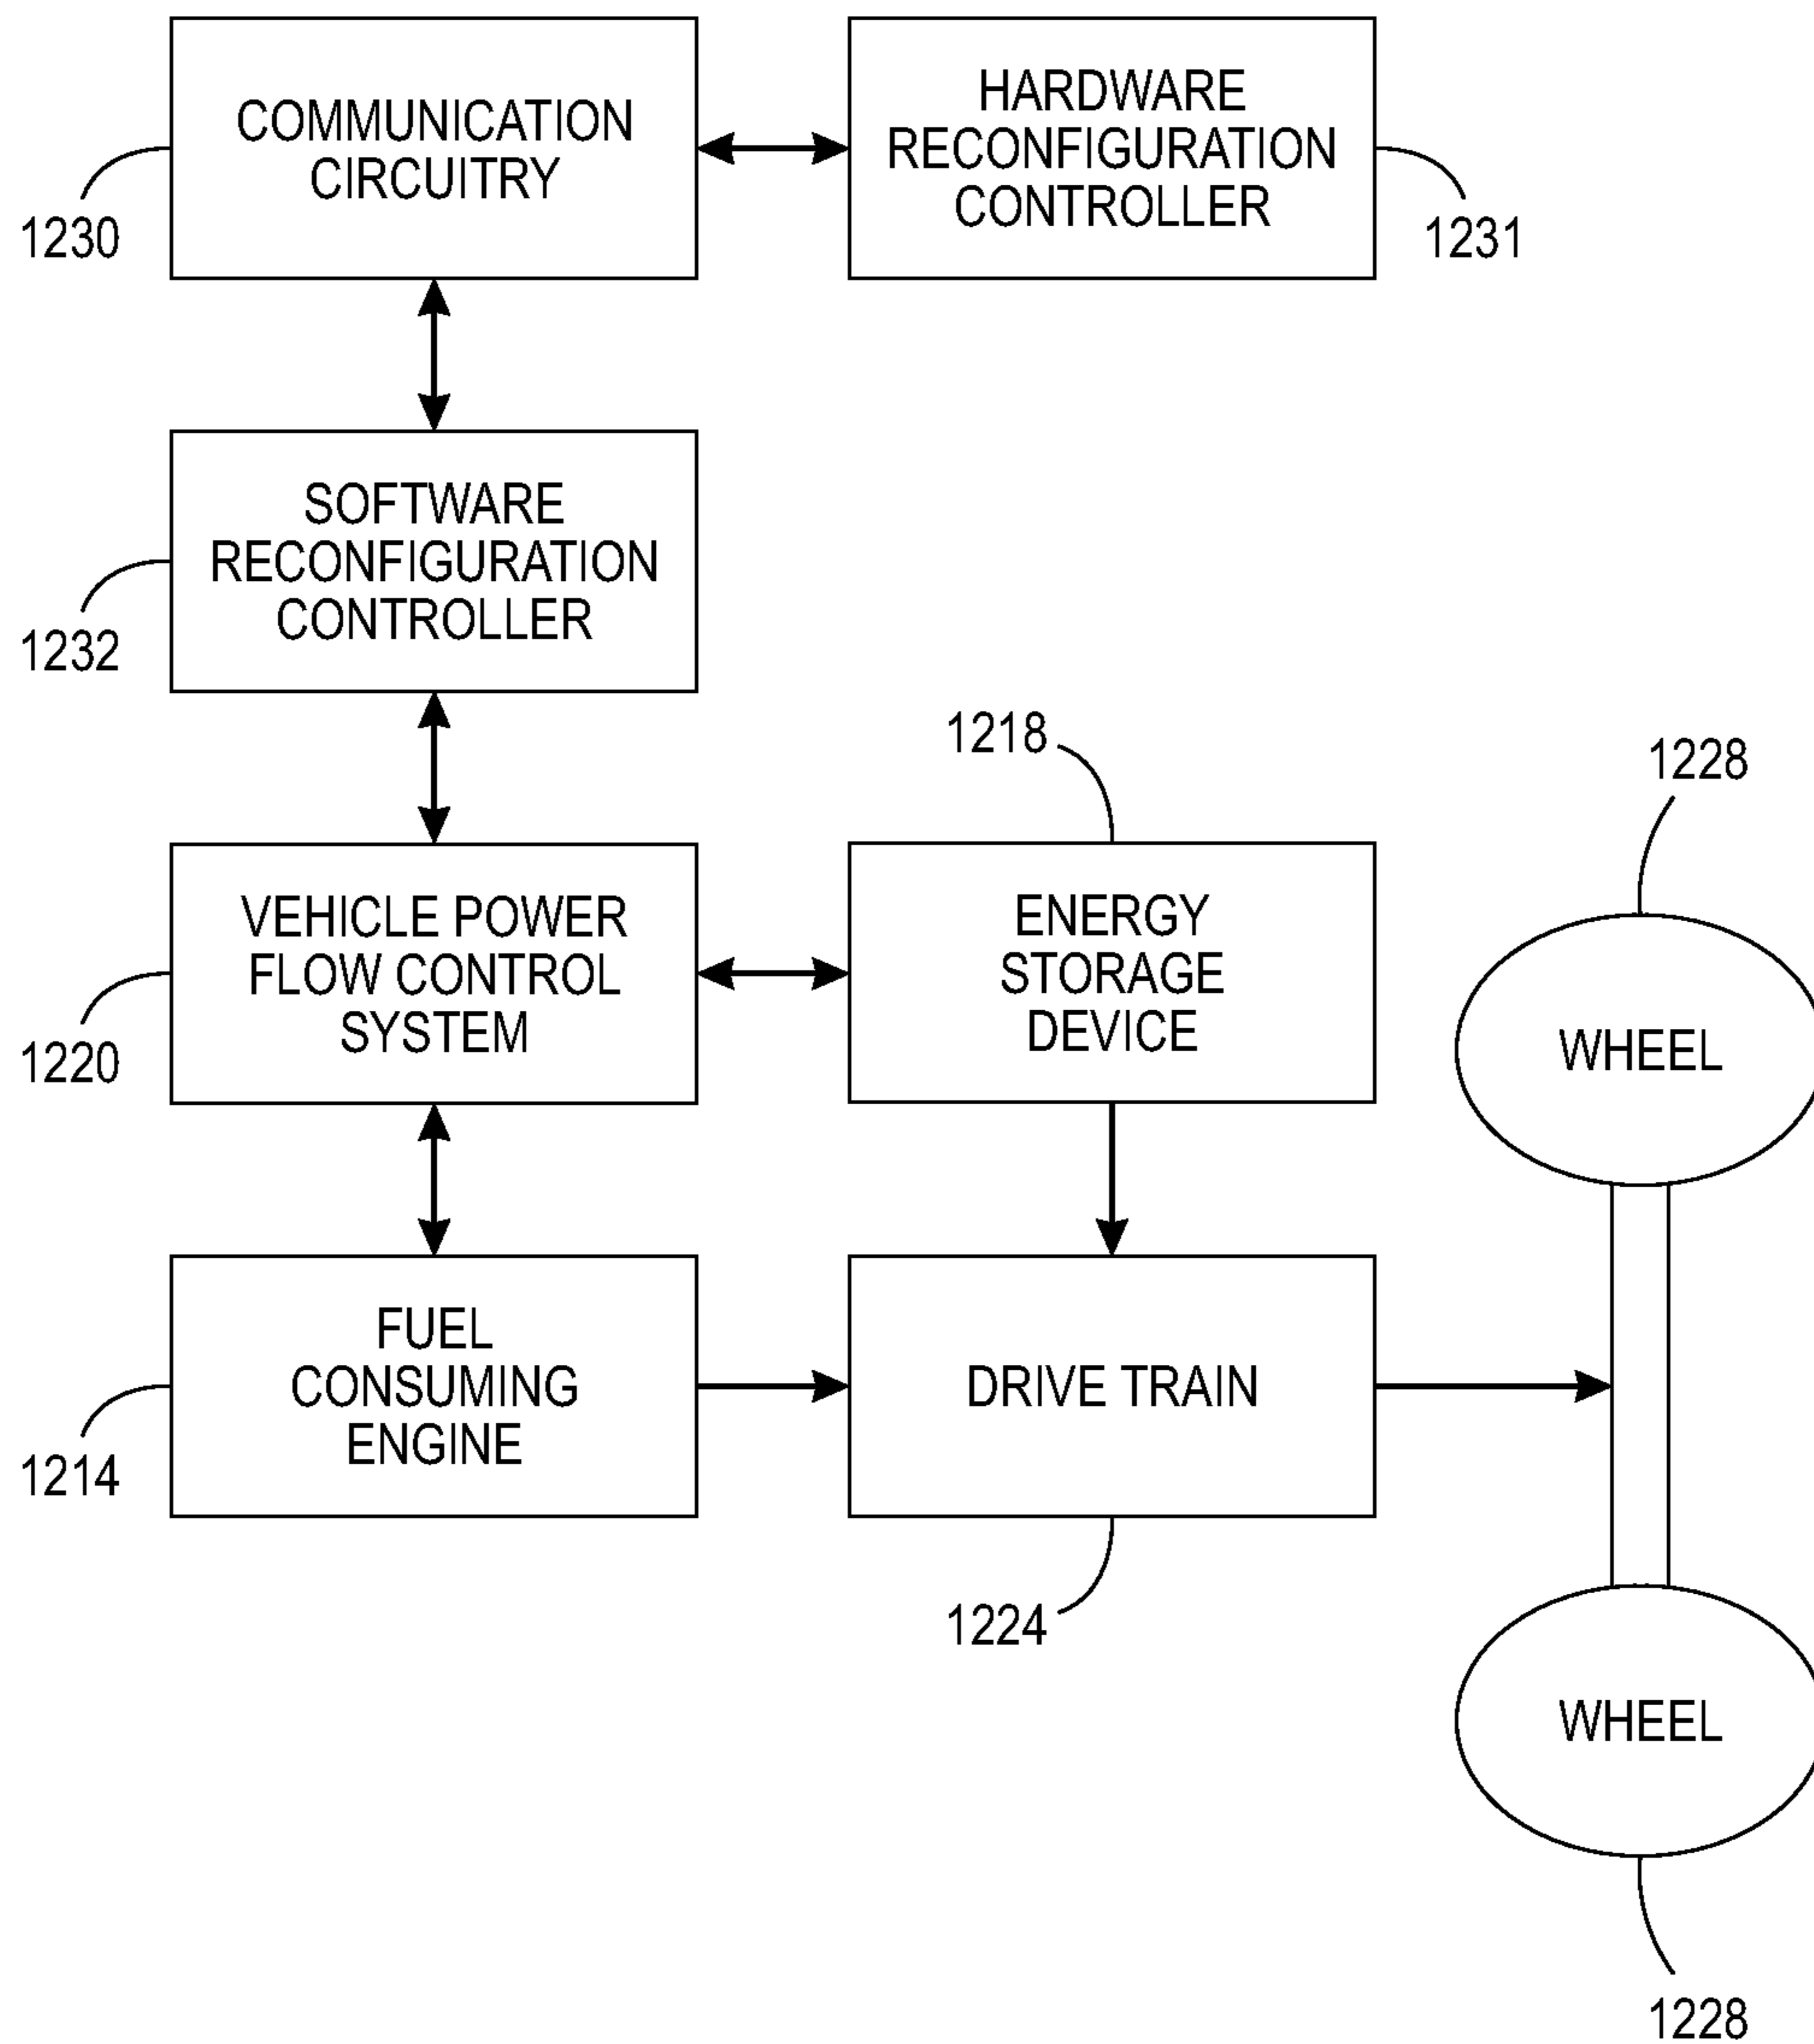 COMMUNICATION
CIRCUITRY
1230
HARDWARE
RECONFIGURATION
CONTROLLER
1231
SOFTWARE
RECONFIGURATION
CONTROLLER
1232
VEHICLE POWER
FLOW CONTROL
SYSTEM
1220
1218
ENERGY
STORAGE
DEVICE
1228
WHEEL
FUEL
CONSUMING
ENGINE
1214
DRIVE TRAIN
1224
WHEEL
1228